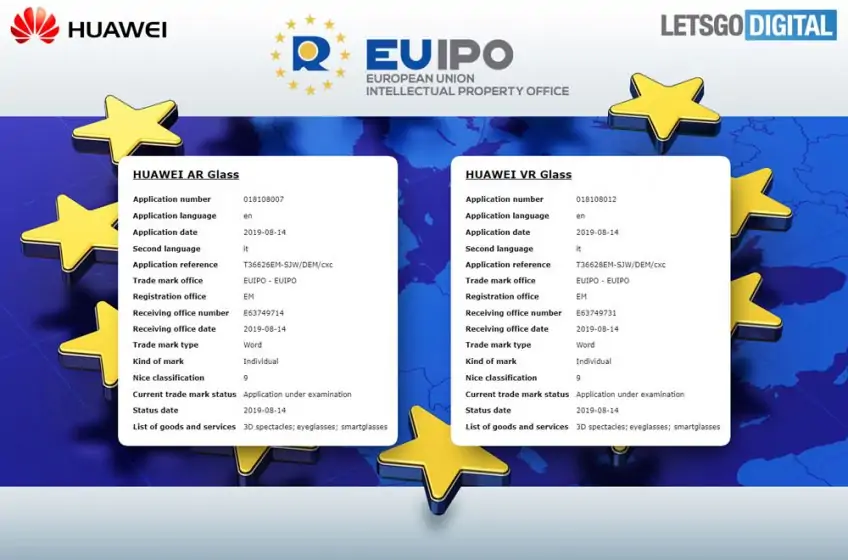 HUAWEI
EUIPO
EUROPEAN UNION
INTELLECTUAL PROPERTY OFFICE
LETSGODIGITAL
HUAWEI AR Glass
Application number 018108007
Application language en
Application date 2019-08-14
Second language it
Application reference T36626EM-SJW/DEM/cxc
Trade mark office EUIPO - EUIPO
Registration office EM
Receiving office number E63749714
Receiving office date 2019-08-14
Trade mark type Word
Kind of mark Individual
Nice classification 9
Current trade mark status Application under examination
Status date 2019-08-14
List of goods and services 3D spectacles; eyeglasses; smartglasses
HUAWEI VR Glass
Application number 018108012
Application language en
Application date 2019-08-14
Second language it
Application reference T36628EM-SJW/DEM/cxc
Trade mark office EUIPO - EUIPO
Registration office EM
Receiving office number E63749731
Receiving office date 2019-08-14
Trade mark type Word
Kind of mark Individual
Nice classification 9
Current trade mark status Application under examination
Status date 2019-08-14
List of goods and services 3D spectacles; eyeglasses; smartglasses